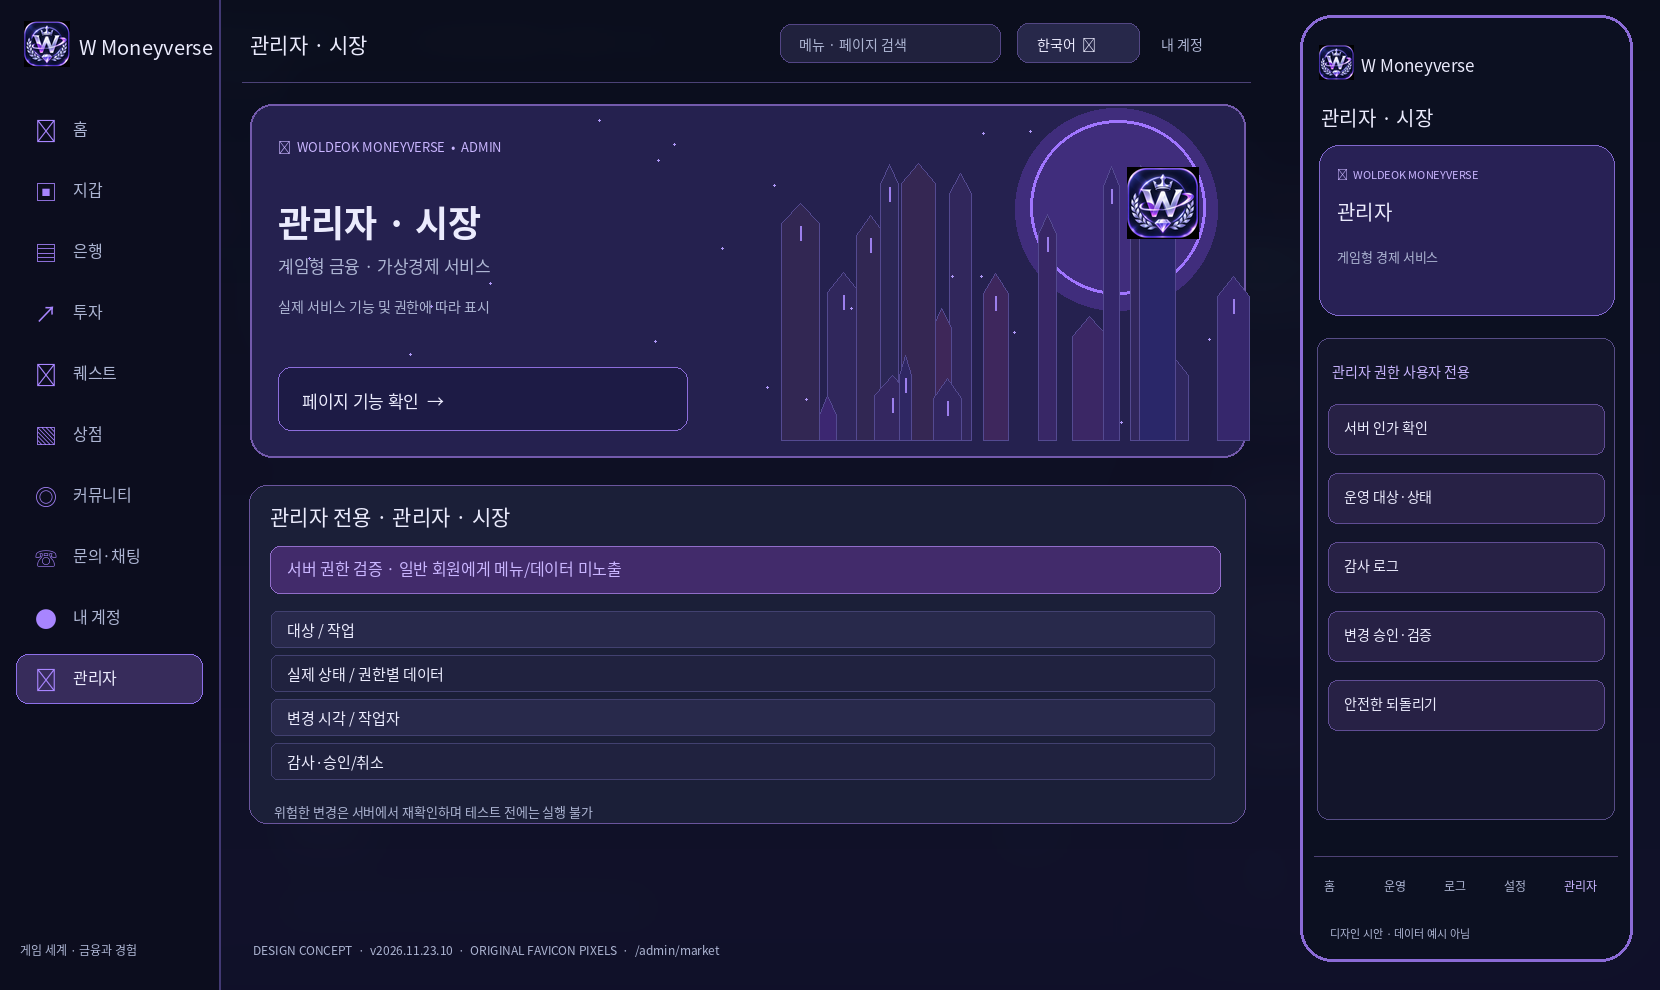 W Moneyverse
홈
지갑
은행
투자
퀘스트
상점
커뮤니티
문의·채팅
내 계정
관리자
게임 세계 · 금융과 경험
관리자 · 시장
메뉴 · 페이지 검색
한국어
내 계정
WOLDEOK MONEYVERSE • ADMIN
관리자 · 시장
게임형 금융 · 가상경제 서비스
실제 서비스 기능 및 권한에 따라 표시
페이지 기능 확인 →
W
관리자 전용 · 관리자 · 시장
서버 권한 검증 · 일반 회원에게 메뉴/데이터 미노출
대상 / 작업
실제 상태 / 권한별 데이터
변경 시각 / 작업자
감사·승인/취소
위험한 변경은 서버에서 재확인하며 테스트 전에는 실행 불가
DESIGN CONCEPT · v2026.11.23.10 · ORIGINAL FAVICON PIXELS · /admin/market
W Moneyverse
관리자 · 시장
WOLDEOK MONEYVERSE
관리자
게임형 경제 서비스
관리자 권한 사용자 전용
서버 인가 확인
운영 대상·상태
감사 로그
변경 승인·검증
안전한 되돌리기
홈 운영 로그 설정 관리자
디자인 시안 · 데이터 예시 아님